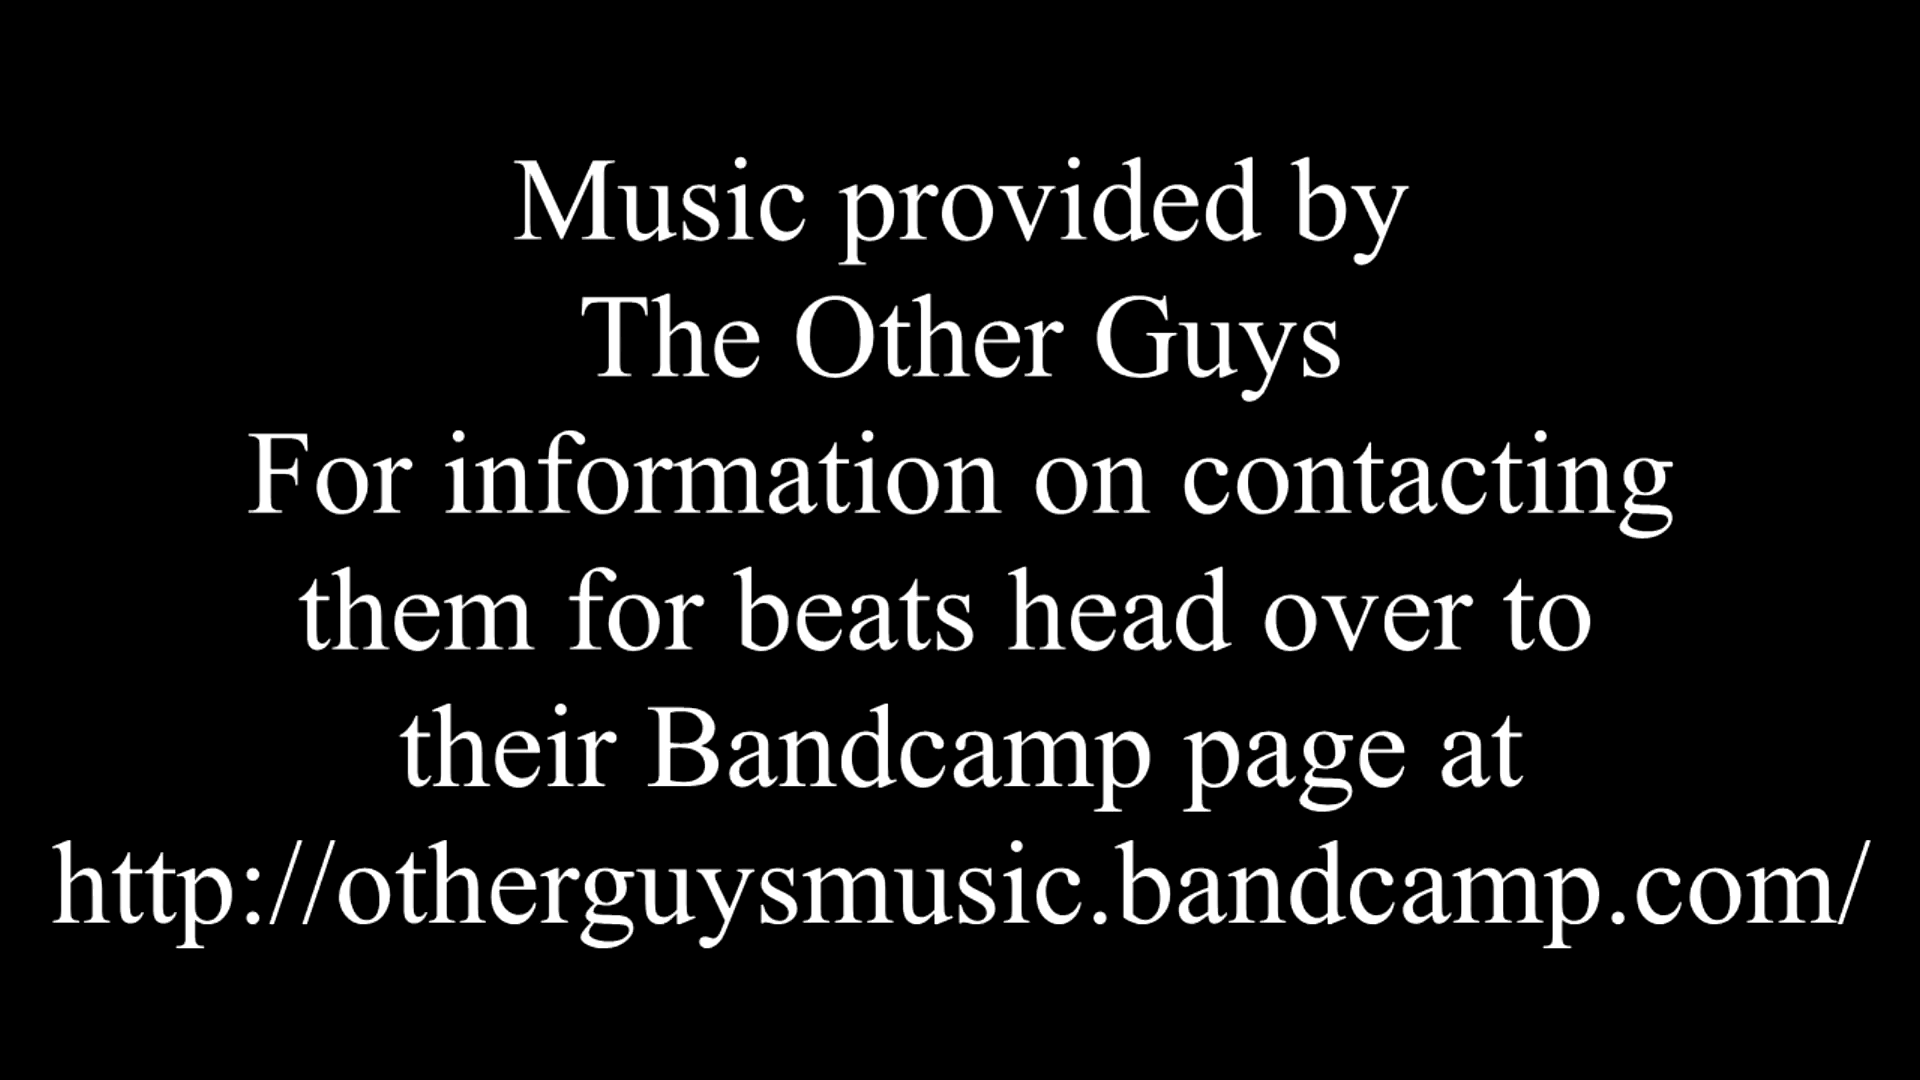 Music provided by
The Other Guys
For information on contacting
them for beats head over to
their Bandcamp page at
http://otherguysmusic.bandcamp.com/